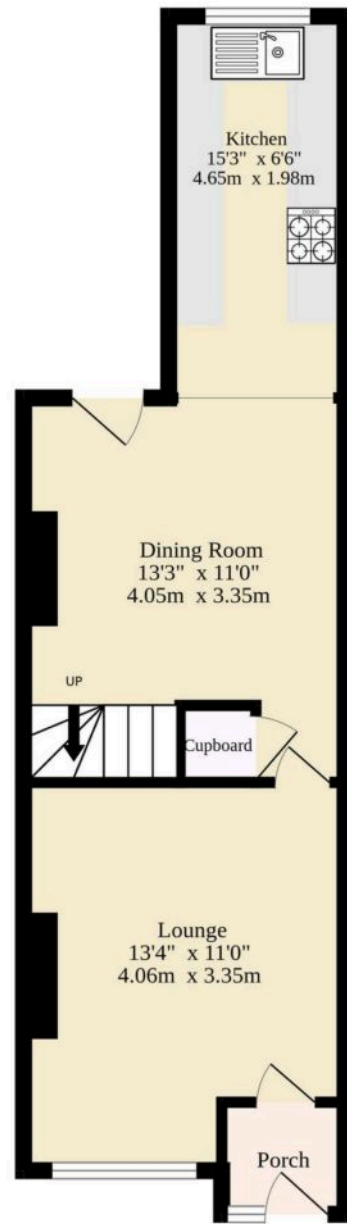 Kitchen
15'3" x 6'6"
4.65m x 1.98m
Dining Room
13'3" x 11'0"
4.05m x 3.35m
UP
Cupboard
Lounge
13'4" x 11'0"
4.06m x 3.35m
Porch